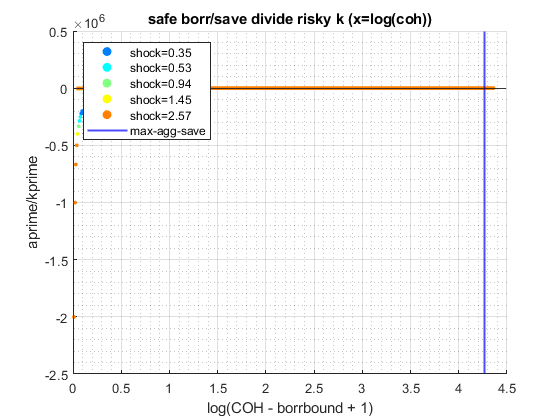 safe borr/save divide risky k (x=log(coh))
×10^6
0.5
0
-0.5
-1
-1.5
-2
-2.5
aprime/kprime
shock=0.35
shock=0.53
shock=0.94
shock=1.45
shock=2.57
max-agg-save
0 0.5 1 1.5 2 2.5 3 3.5 4 4.5
log(COH - borrbound + 1)